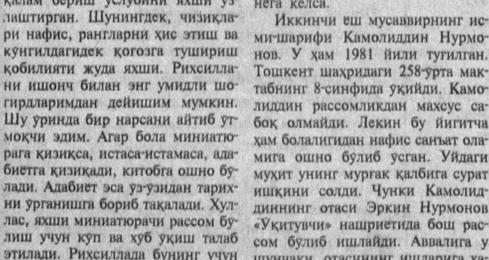 қалам бериш услубини яхши ўз-
лаштирган. Шунингдек, чизиқла-
ри нафис, рангларни ҳис этиш ва
кўнгилдагидек қоғозга тушириш
қобилияти жуда яхши. Рихсилла-
ни ишонч билан энг умидли шо-
гирдларимдан дейишим мумкин.
Шу ўринда бир нарсани айтиб ўт-
моқчи эдим. Агар бола миниатю-
рага қизиқса, истаса-истамаса, ада-
биётга қизиқади, китобга ошно бў-
лади. Адабиёт эса ўз-ўзидан тарих-
ни ўрганишга бориб тақалади. Хул-
лас, яхши миниатюрачи рассом бў-
лиш учун кўп ва хуб ўқиш талаб
этилади. Рихсиллада бунинг учун
нега келса.
Иккинчи ёш мусаввирнинг ис-
ми-шарифи Камолиддин Нурмо-
нов. У ҳам 1981 йили туғилган.
Тошкент шаҳридаги 258-ўрта мак-
табнинг 8-синфида ўқийди. Камо-
лиддин рассомликдан махсус са-
боқ олмайди. Лекин бу йигитча
ҳам болалигидан нафис санъат ола-
мига ошно бўлиб ўсган. Уйдаги
муҳит унинг мурғак қалбига сурат
ишқини солди. Чунки Камолид-
диннинг отаси Эркин Нурмонов
«Ўқитувчи» нашриётида бош рас-
сом бўлиб ишлайди. Аввалига у
шунчаки, отасининг ишларига ха-